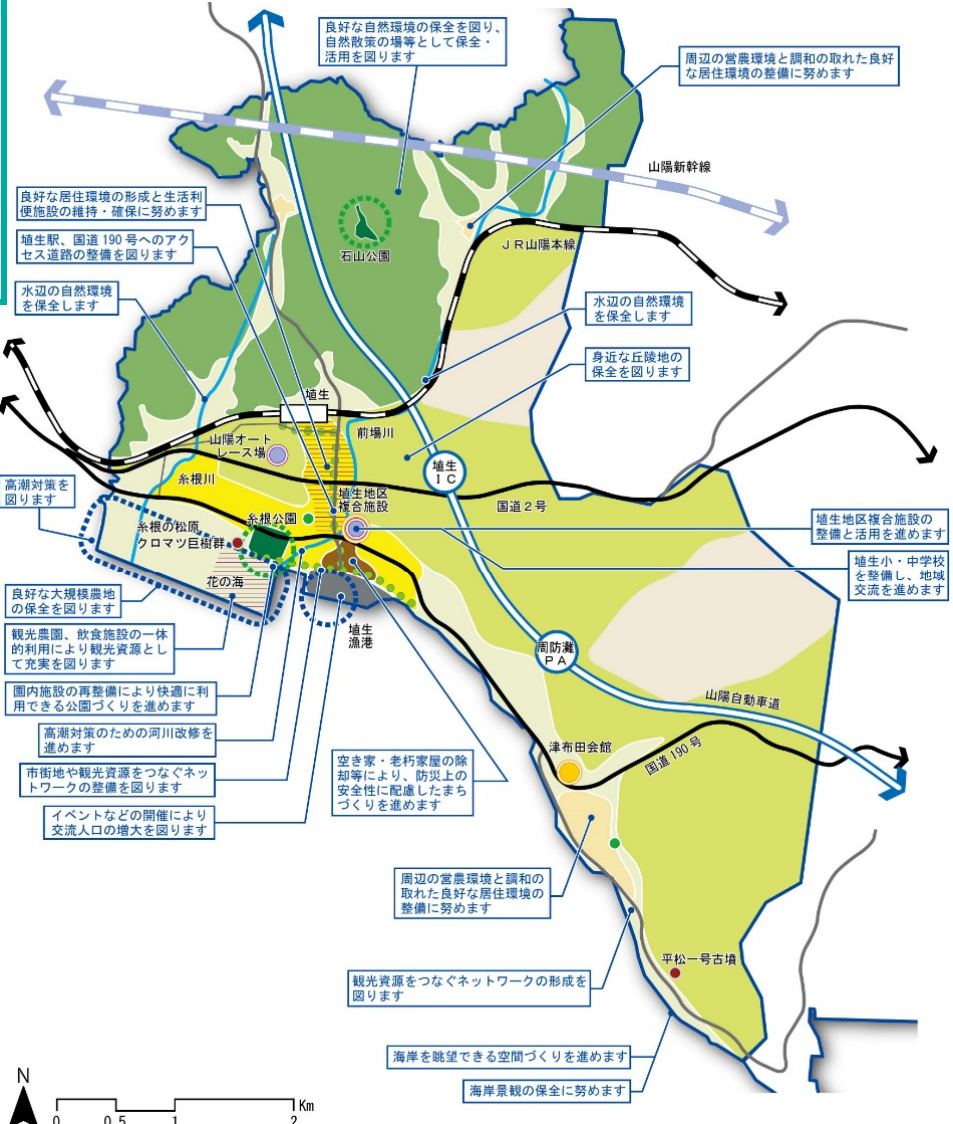 良好な自然環境の保全を図り、
自然散策の場等として保全・
活用を図ります
周辺の営農環境と調和の取れた良好
な居住環境の整備に努めます
山陽新幹線
良好な居住環境の形成と生活利
便施設の維持・確保に努めます
埴生駅、国道190号へのアク
セス道路の整備を図ります
石山公園
JR山陽本線
水辺の自然環境
を保全します
水辺の自然環境
を保全します
身近な丘陵地の
保全を図ります
埴生
前場川
山陽オート
レース場
埴生
IC
糸根川
国道2号
高潮対策を
図ります
埴生地区
複合施設
糸根公園
糸根の松原
クロマツ巨樹群
埴生地区複合施設の
整備と活用を進めます
埴生小・中学校
を整備し、地域
交流を進めます
花の海
良好な大規模農地
の保全を図ります
埴生
漁港
観光農園、飲食施設の一体
的利用により観光資源とし
て充実を図ります
周防灘
PA
園内施設の再整備により快適に利
用できる公園づくりを進めます
山陽自動車道
高潮対策のための河川改修を
進めます
津布田会館
国道190号
市街地や観光資源をつなぐネッ
トワークの整備を図ります
空き家・老朽家屋の除
却等により、防災上の
安全性に配慮したまち
づくりを進めます
イベントなどの開催により
交流人口の増大を図ります
周辺の営農環境と調和の
取れた良好な居住環境の
整備に努めます
平松一号古墳
観光資源をつなぐネットワークの形成を
図ります
海岸を眺望できる空間づくりを進めます
海岸景観の保全に努めます
N
Km
0 0.5 1 2